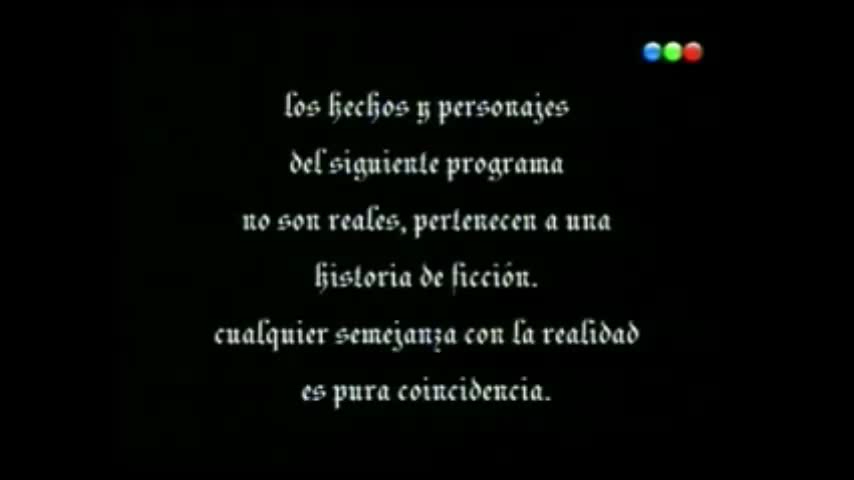 los hechos y personajes
del siguiente programa
no son reales, pertenecen a una
historia de ficción.
cualquier semejanza con la realidad
es pura coincidencia.